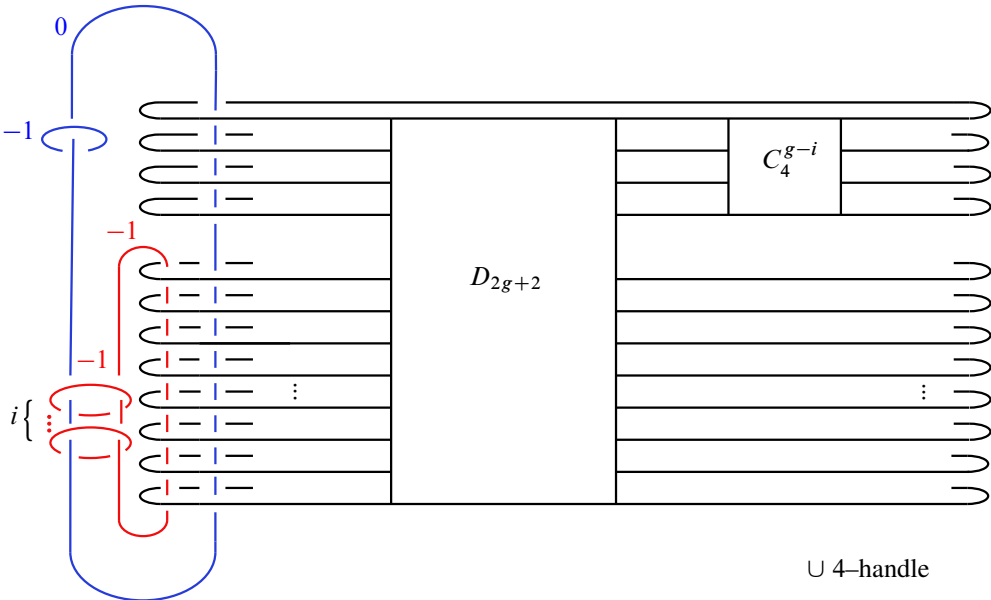 0
−1
C_4^{g−i}
−1
D_{2g+2}
−1
⋮
⋮
i{
⋮
∪ 4–handle